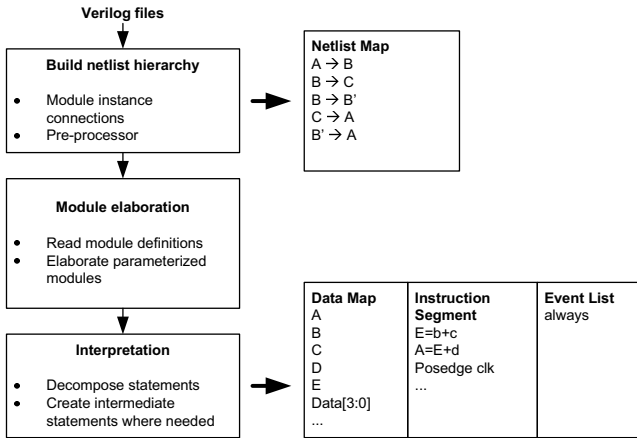 Verilog files
Build netlist hierarchy
• Module instance
connections
• Pre-processor
Netlist Map
A → B
B → C
B → B’
C → A
B’ → A
Module elaboration
• Read module definitions
• Elaborate parameterized
modules
Interpretation
• Decompose statements
• Create intermediate
statements where needed
Data Map
A
B
C
D
E
Data[3:0]
...
Instruction
Segment
E=b+c
A=E+d
Posedge clk
...
Event List
always